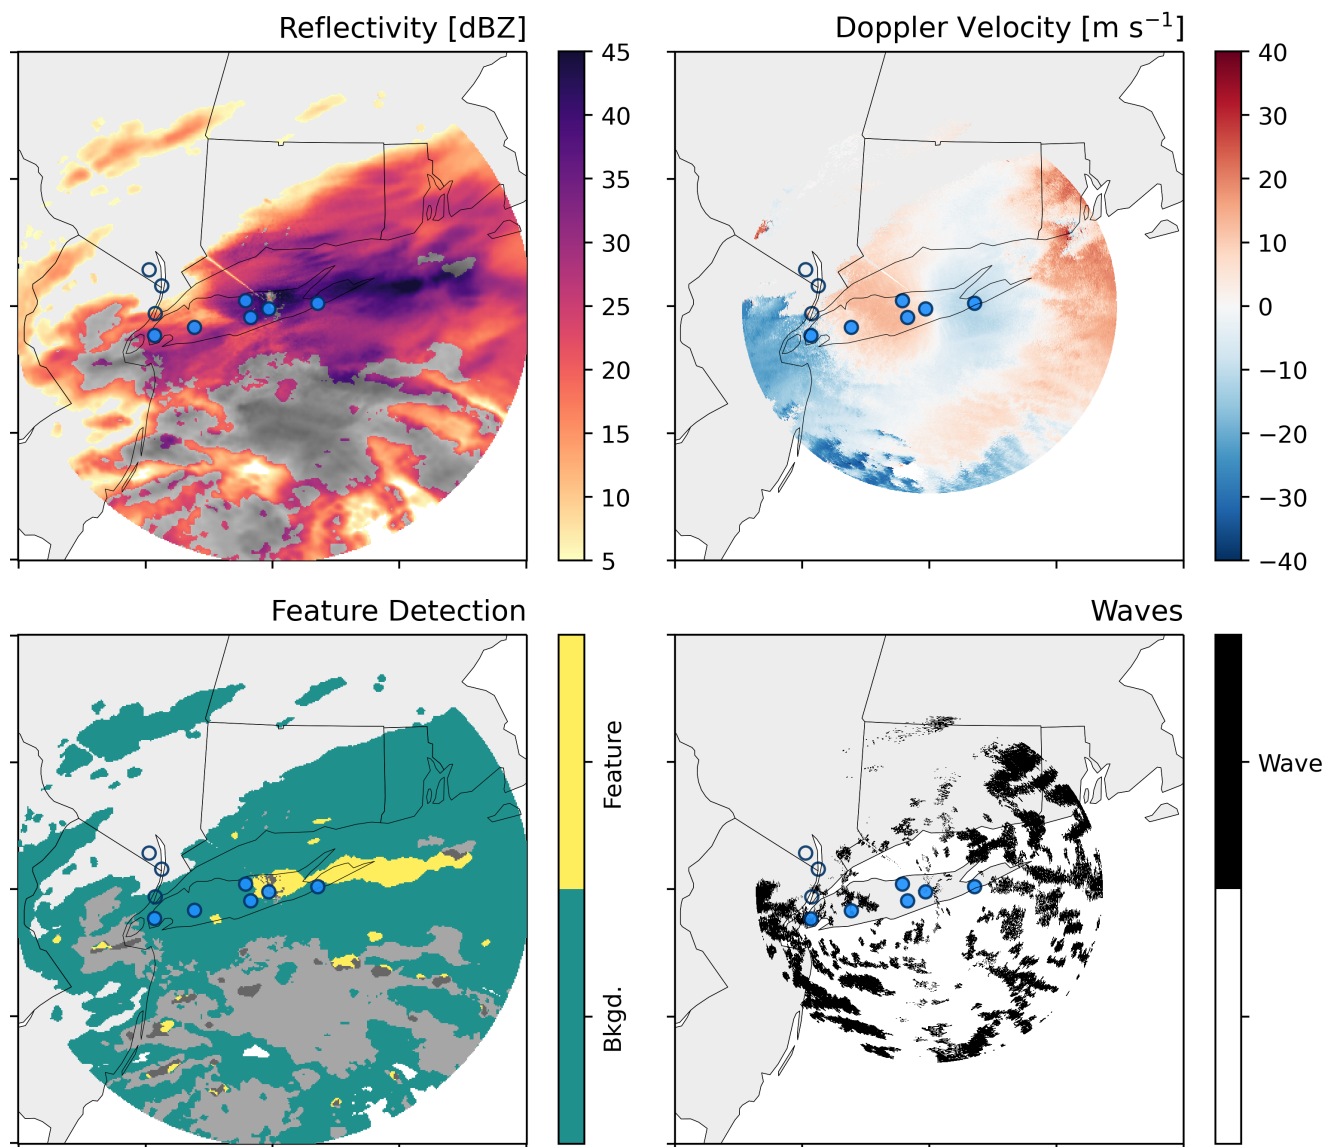 Reflectivity [dBZ]
45
40
35
30
25
20
15
10
5
Doppler Velocity [m s⁻¹]
40
30
20
10
0
−10
−20
−30
−40
Feature Detection
Feature
Bkgd.
Waves
Wave